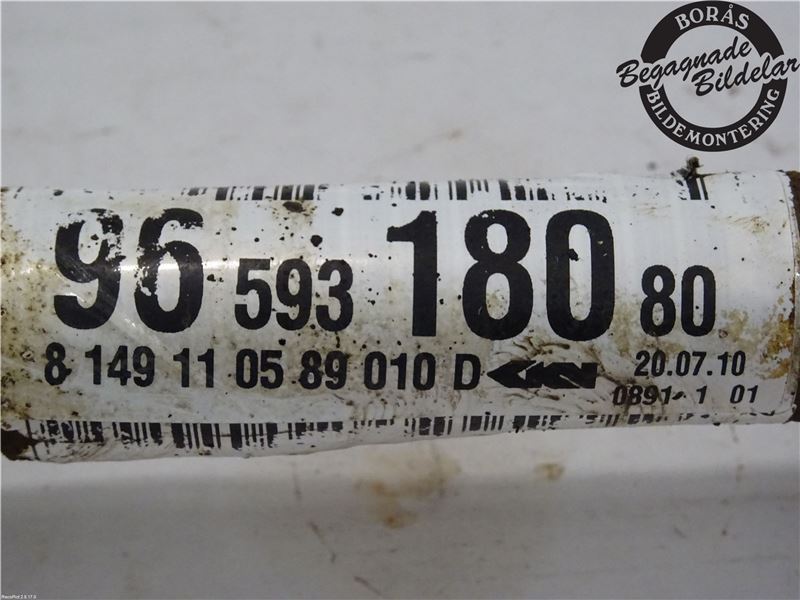 BORÅS
Begagnade
Bildelar
BILDEMONTERING
96 593 180 80
8 149 11 05 89 010 D GKN 20.07.10
0891 1 01